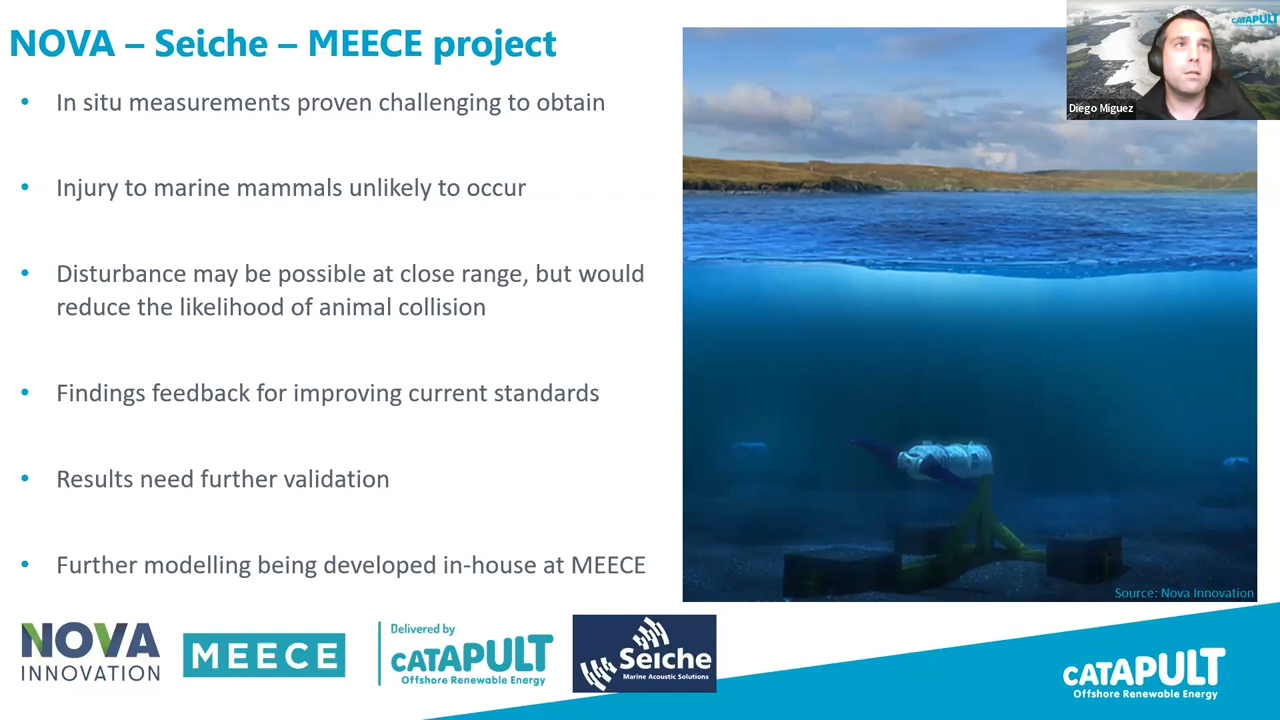 NOVA – Seiche – MEECE project
CATAPULT
Diego Miguez
• In situ measurements proven challenging to obtain
• Injury to marine mammals unlikely to occur
• Disturbance may be possible at close range, but would
reduce the likelihood of animal collision
• Findings feedback for improving current standards
• Results need further validation
• Further modelling being developed in-house at MEECE
Source: Nova Innovation
NOVA
INNOVATION
MEECE
Delivered by
CATAPULT
Offshore Renewable Energy
Seiche
Marine Acoustic Solutions
CATAPULT
Offshore Renewable Energy